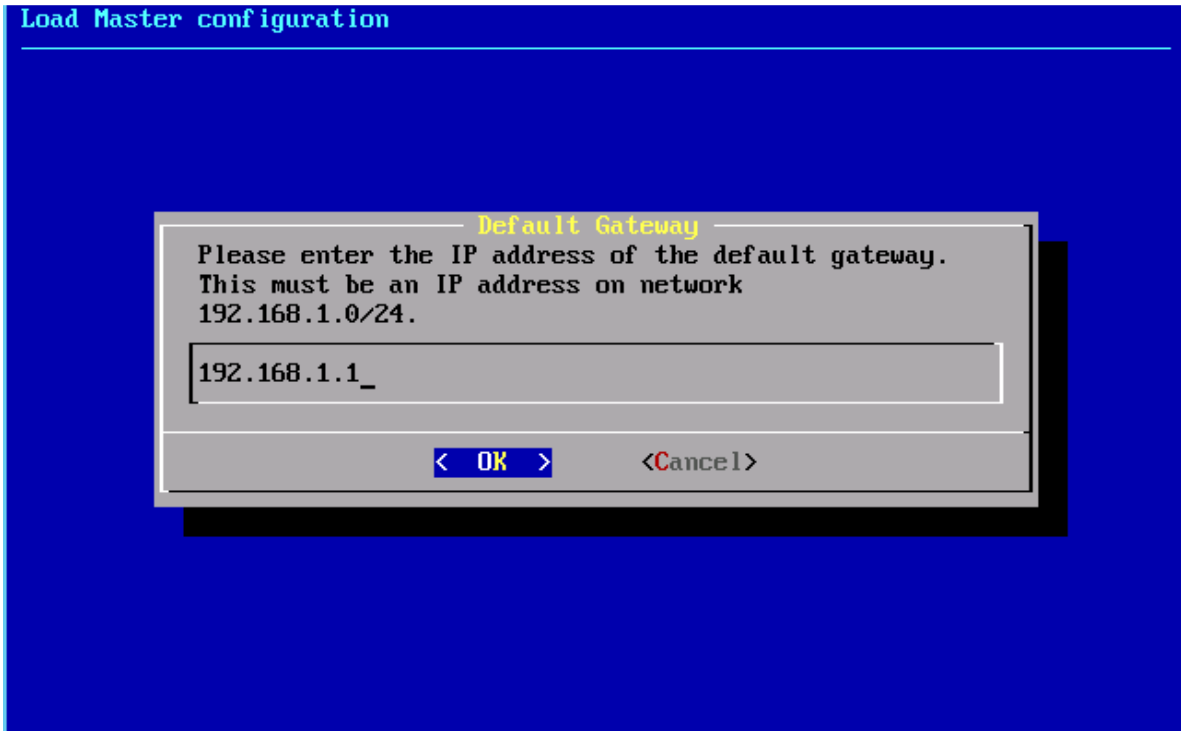 Load Master configuration
Default Gateway
Please enter the IP address of the default gateway.
This must be an IP address on network
192.168.1.0/24.
192.168.1.1_
< OK > <Cancel>